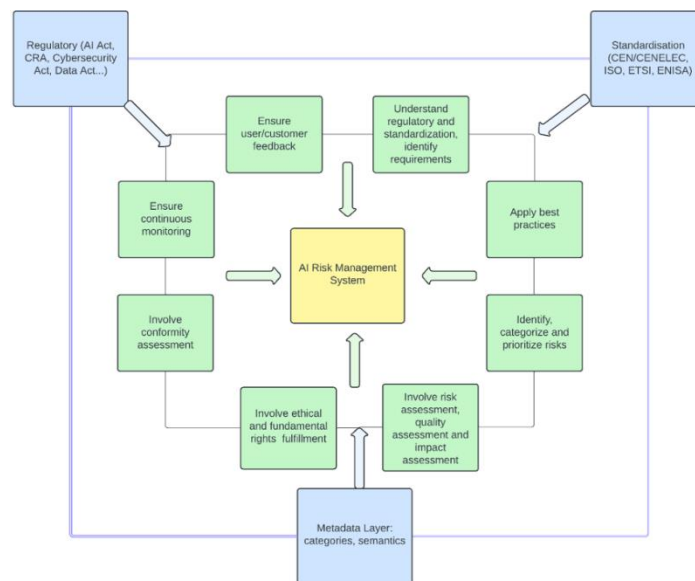 Regulatory (AI Act,
CRA, Cybersecurity
Act, Data Act...)
Standardisation
(CEN/CENELEC,
ISO, ETSI, ENISA)
Ensure
user/customer
feedback
Understand
regulatory and
standardization,
identify
requirements
Ensure
continuous
monitoring
Apply best
practices
AI Risk Management
System
Involve
conformity
assessment
Identify,
categorize and
prioritize risks
Involve ethical
and fundamental
rights fulfillment
Involve risk
assessment,
quality
assessment and
impact
assessment
Metadata Layer:
categories, semantics